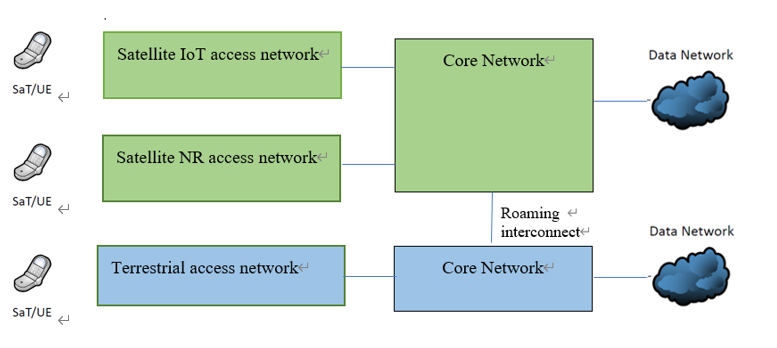 .
Satellite IoT access network↵
Core Network↵
Data Network
SaT/UE ↵
Satellite NR access network↵
SaT/UE ↵
Roaming ↵
interconnect↵
Data Network
Terrestrial access network↵
Core Network↵
SaT/UE ↵